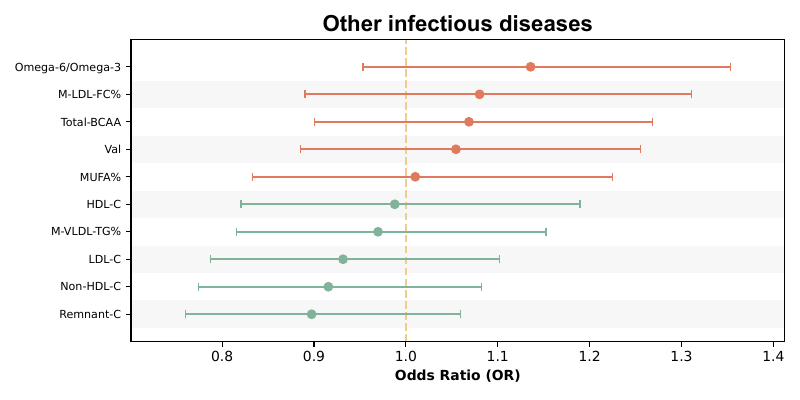 Other infectious diseases
Omega-6/Omega-3
M-LDL-FC%
Total-BCAA
Val
MUFA%
HDL-C
M-VLDL-TG%
LDL-C
Non-HDL-C
Remnant-C
0.8 0.9 1.0 1.1 1.2 1.3 1.4
Odds Ratio (OR)